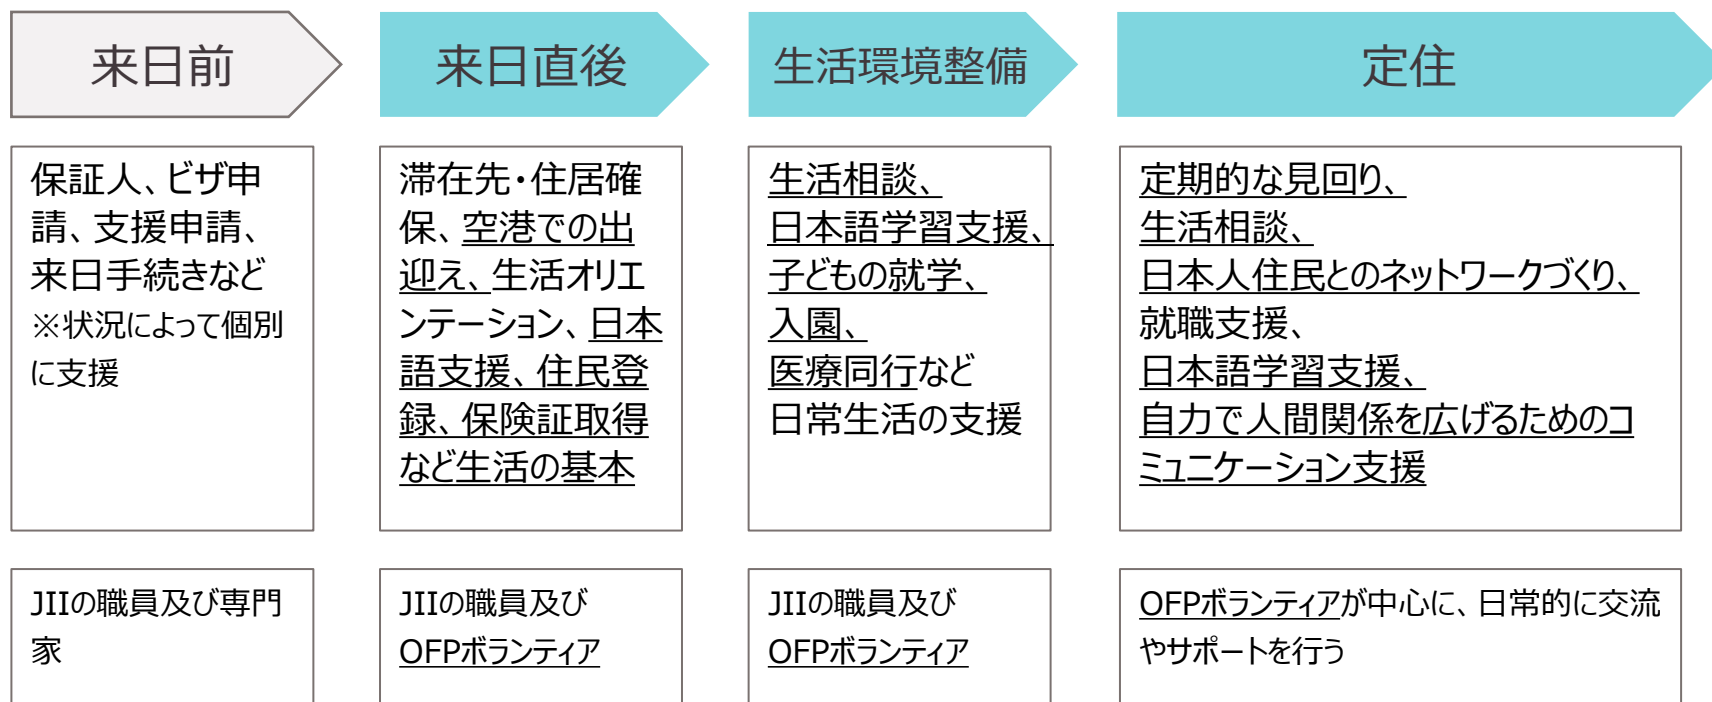 来日前
来日直後
生活環境整備
定住
保証人、ビザ申
請、支援申請、
来日手続きなど
※状況によって個別
に支援
滞在先・住居確
保、空港での出
迎え、生活オリエ
ンテーション、日本
語支援、住民登
録、保険証取得
など生活の基本
生活相談、
日本語学習支援、
子どもの就学、
入園、
医療同行など
日常生活の支援
定期的な見回り、
生活相談、
日本人住民とのネットワークづくり、
就職支援、
日本語学習支援、
自力で人間関係を広げるためのコ
ミュニケーション支援
JIIの職員及び専門
家
JIIの職員及び
OFPボランティア
JIIの職員及び
OFPボランティア
OFPボランティアが中心に、日常的に交流
やサポートを行う